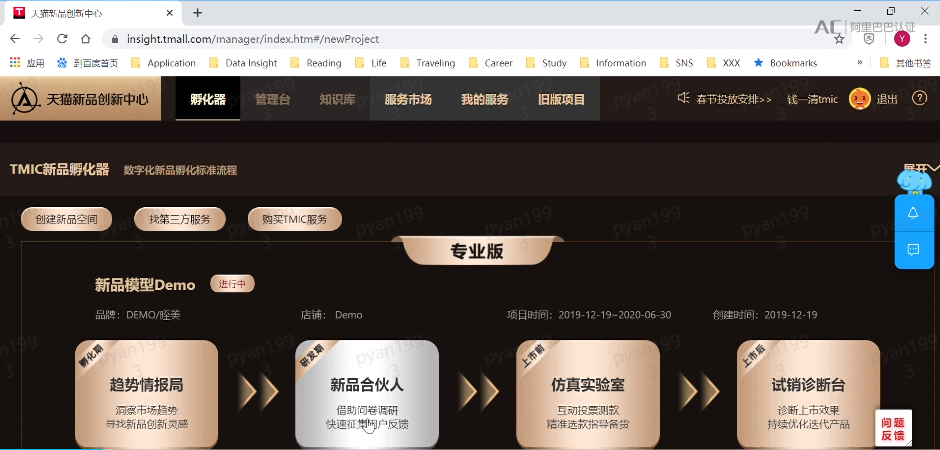 天猫新品创新中心
AC 阿里巴巴认证
insight.tmall.com/manager/index.htm#/newProject
Y
应用 到百度首页 Application Data Insight Reading Life Traveling Career Study Information SNS XXX Bookmarks » 其他书签
天猫新品创新中心 孵化器 管理台 知识库 服务市场 我的服务 旧版项目 春节投放安排>> 钱一清tmic 退出
TMIC新品孵化器 数字化新品孵化标准流程 展开
创建新品空间 找第三方服务 购买TMIC服务
专业版
新品模型Demo 进行中
品牌：DEMO/眰美 店铺： Demo 项目时间：2019-12-19~2020-06-30 创建时间：2019-12-19
孵化期 研发期 上市前 上市后
趋势情报局 新品合伙人 仿真实验室 试销诊断台
洞察市场趋势 借助问卷调研 互动投票测款 诊断上市效果
寻找新品创新灵感 快速征集用户反馈 精准选款指导备货 持续优化迭代产品
问题
反馈
pyan1993